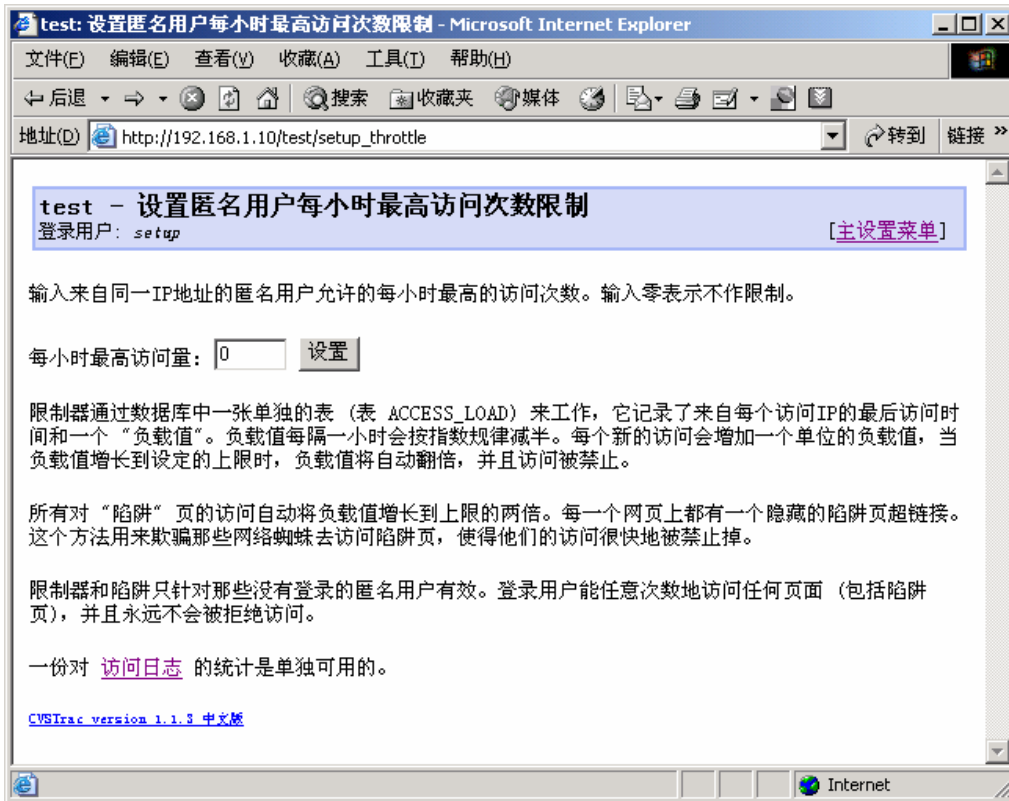 test: 设置匿名用户每小时最高访问次数限制 - Microsoft Internet Explorer
文件(F) 编辑(E) 查看(V) 收藏(A) 工具(T) 帮助(H)
后退 搜索 收藏夹 媒体
地址(D) http://192.168.1.10/test/setup_throttle 转到 链接 »
test - 设置匿名用户每小时最高访问次数限制
登录用户: setup [主设置菜单]
输入来自同一IP地址的匿名用户允许的每小时最高的访问次数。输入零表示不作限制。
每小时最高访问量: 0 设置
限制器通过数据库中一张单独的表 (表 ACCESS_LOAD) 来工作，它记录了来自每个访问IP的最后访问时
间和一个 “负载值”。负载值每隔一小时会按指数规律减半。每个新的访问会增加一个单位的负载值，当
负载值增长到设定的上限时，负载值将自动翻倍，并且访问被禁止。
所有对 “陷阱” 页的访问自动将负载值增长到上限的两倍。每一个网页上都有一个隐藏的陷阱页超链接。
这个方法用来欺骗那些网络蜘蛛去访问陷阱页，使得他们的访问很快地被禁止掉。
限制器和陷阱只针对那些没有登录的匿名用户有效。登录用户能任意次数地访问任何页面 (包括陷阱
页)，并且永远不会被拒绝访问。
一份对 访问日志 的统计是单独可用的。
CVSTrac version 1.1.3 中文版
Internet